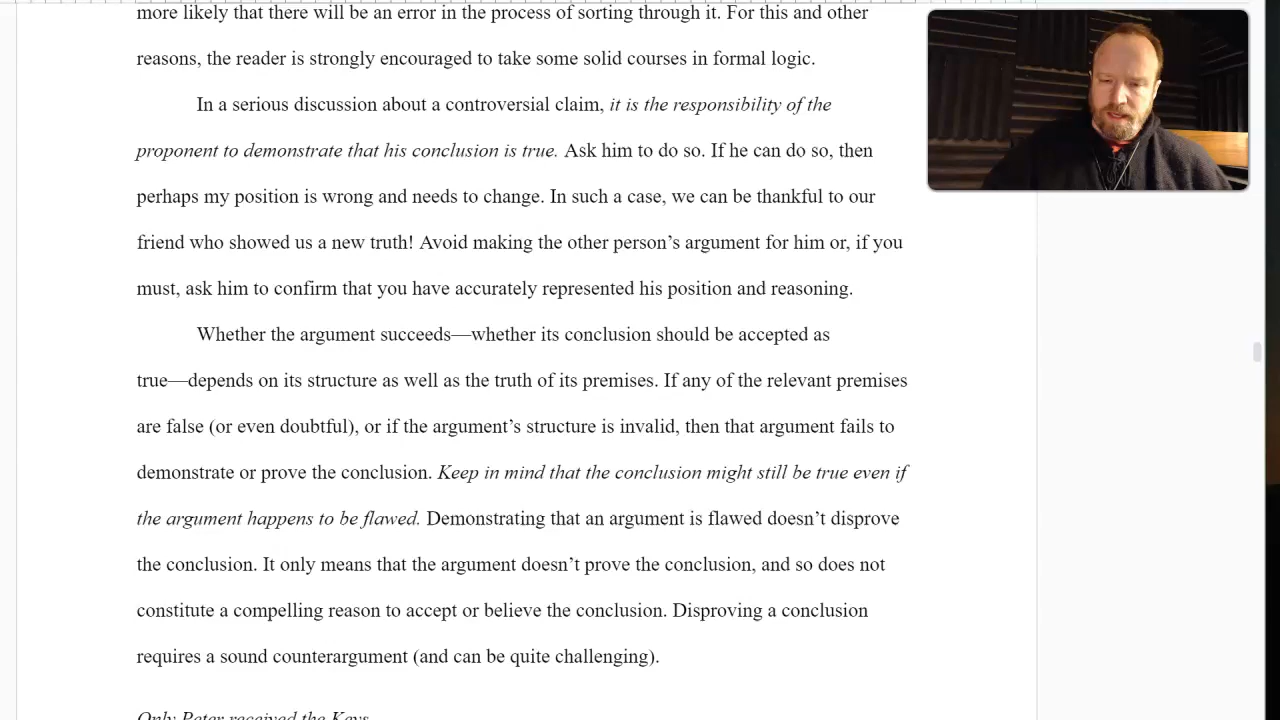 more likely that there will be an error in the process of sorting through it. For this and other
reasons, the reader is strongly encouraged to take some solid courses in formal logic.
In a serious discussion about a controversial claim, it is the responsibility of the
proponent to demonstrate that his conclusion is true. Ask him to do so. If he can do so, then
perhaps my position is wrong and needs to change. In such a case, we can be thankful to our
friend who showed us a new truth! Avoid making the other person’s argument for him or, if you
must, ask him to confirm that you have accurately represented his position and reasoning.
Whether the argument succeeds—whether its conclusion should be accepted as
true—depends on its structure as well as the truth of its premises. If any of the relevant premises
are false (or even doubtful), or if the argument’s structure is invalid, then that argument fails to
demonstrate or prove the conclusion. Keep in mind that the conclusion might still be true even if
the argument happens to be flawed. Demonstrating that an argument is flawed doesn’t disprove
the conclusion. It only means that the argument doesn’t prove the conclusion, and so does not
constitute a compelling reason to accept or believe the conclusion. Disproving a conclusion
requires a sound counterargument (and can be quite challenging).
Only Peter received the Keys